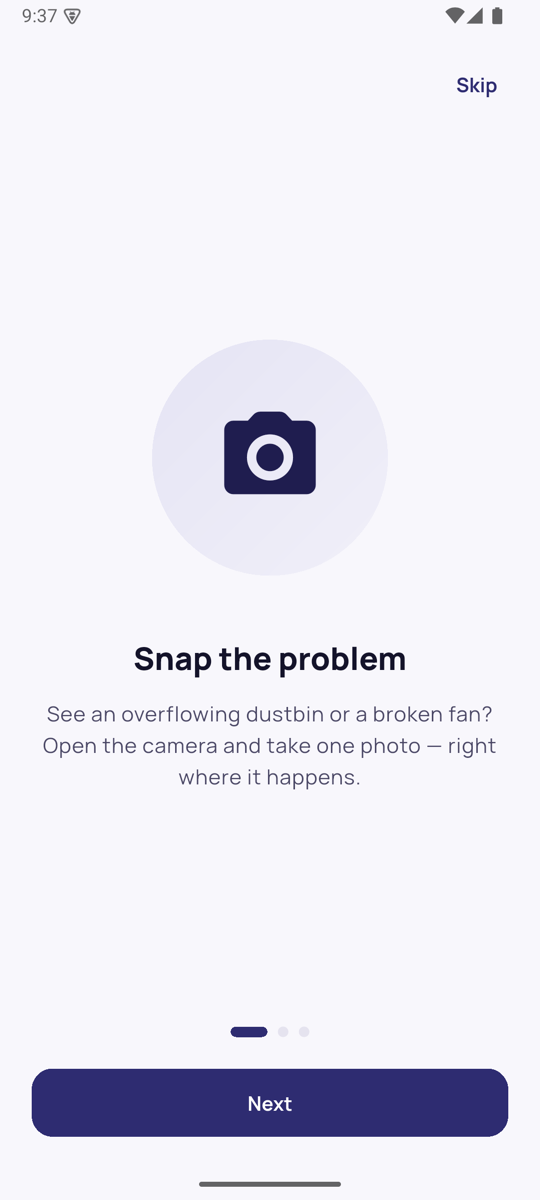 9:37
Skip
Snap the problem
See an overflowing dustbin or a broken fan?
Open the camera and take one photo — right
where it happens.
Next